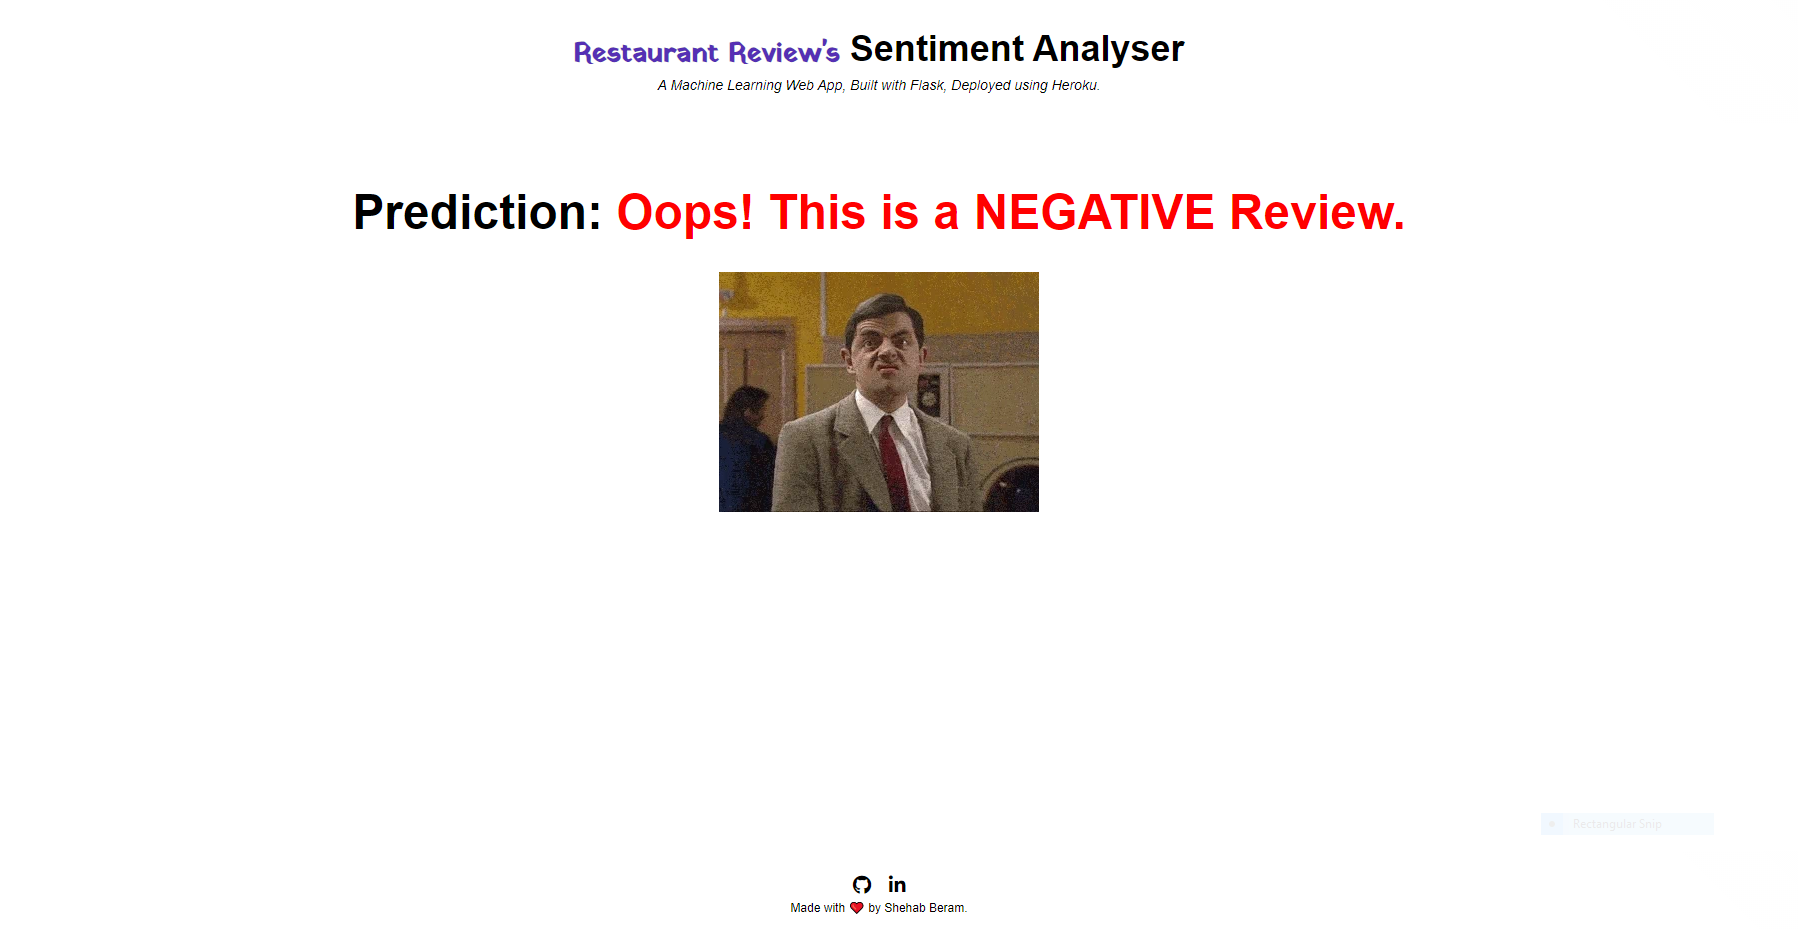 Restaurant Review's Sentiment Analyser
A Machine Learning Web App, Built with Flask, Deployed using Heroku.
Prediction: Oops! This is a NEGATIVE Review.
Rectangular Snip
in
Made with ❤ by Shehab Beram.